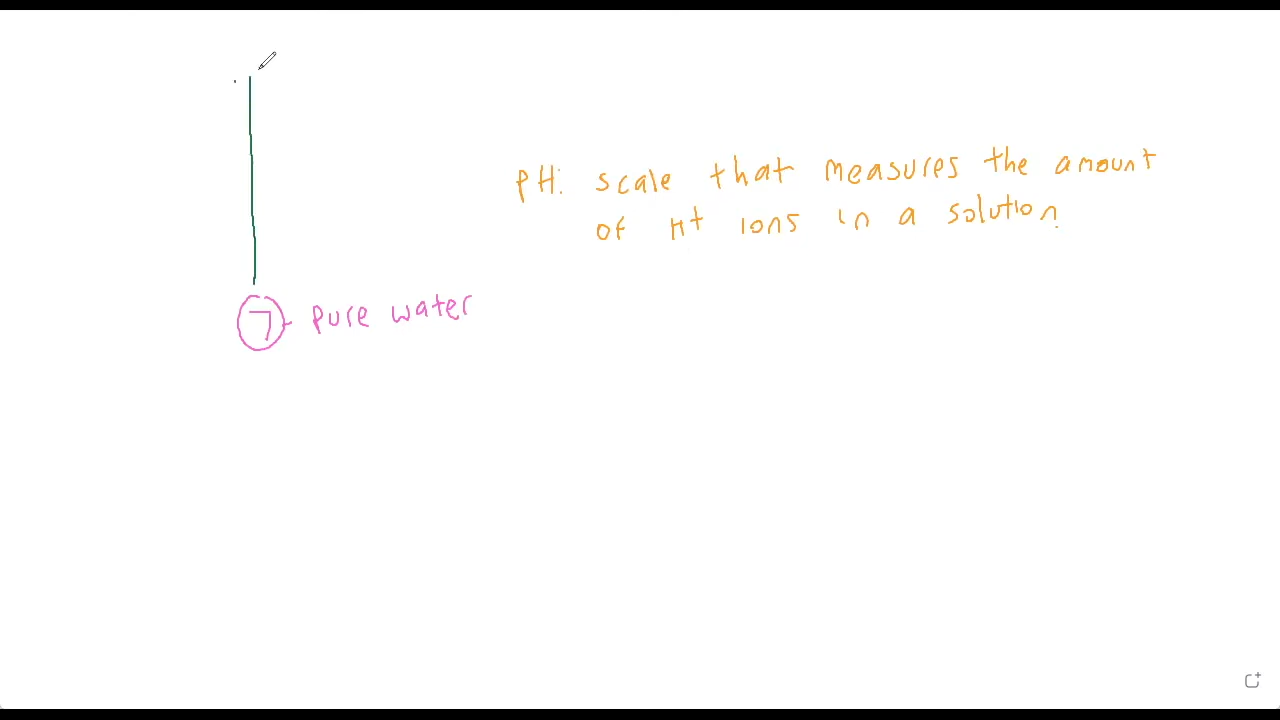 PH: scale that measures the amount
of H+ ions in a solution
7 - Pure water